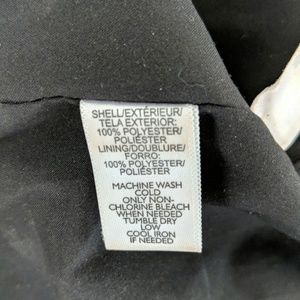 SHELL/EXTÉRIEUR/
TELA EXTERIOR:
100% POLYESTER/
POLIÉSTER
LINING/DOUBLURE/
FORRO:
100% POLYESTER/
POLIÉSTER
MACHINE WASH
COLD
ONLY NON-
CHLORINE BLEACH
WHEN NEEDED
TUMBLE DRY
LOW
COOL IRON
IF NEEDED